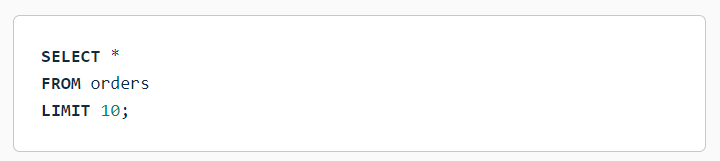 SELECT *
FROM orders
LIMIT 10;